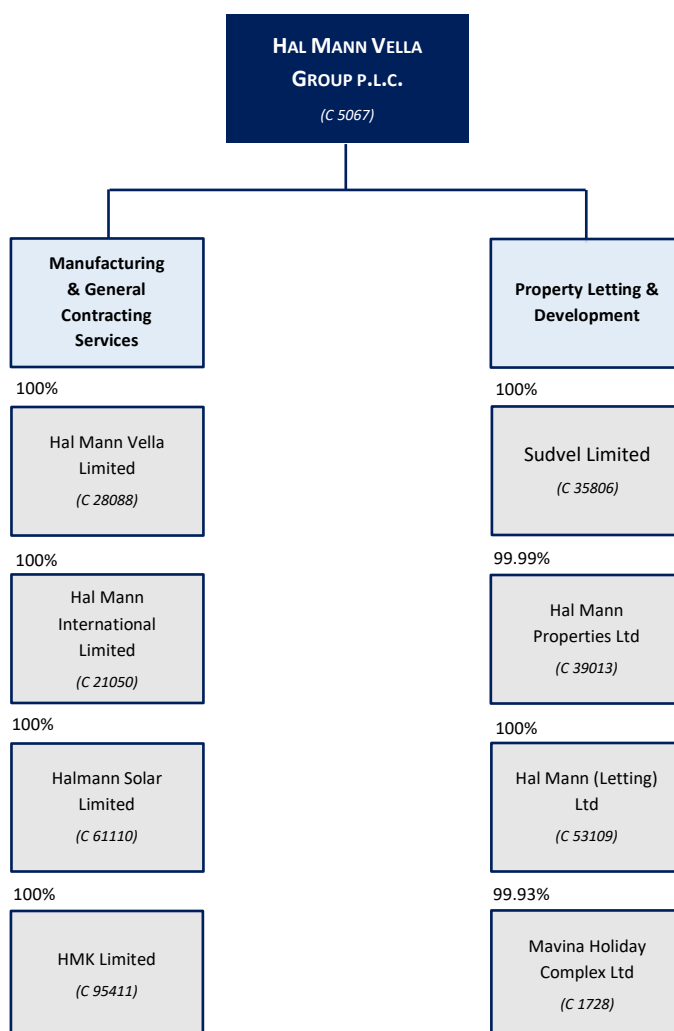 HAL MANN VELLA
GROUP P.L.C.
(C 5067)
Manufacturing
& General
Contracting
Services
100%
Hal Mann Vella
Limited
(C 28088)
100%
Hal Mann
International
Limited
(C 21050)
100%
Halmann Solar
Limited
(C 61110)
100%
HMK Limited
(C 95411)
Property Letting &
Development
100%
Sudvel Limited
(C 35806)
99.99%
Hal Mann
Properties Ltd
(C 39013)
100%
Hal Mann (Letting)
Ltd
(C 53109)
99.93%
Mavina Holiday
Complex Ltd
(C 1728)